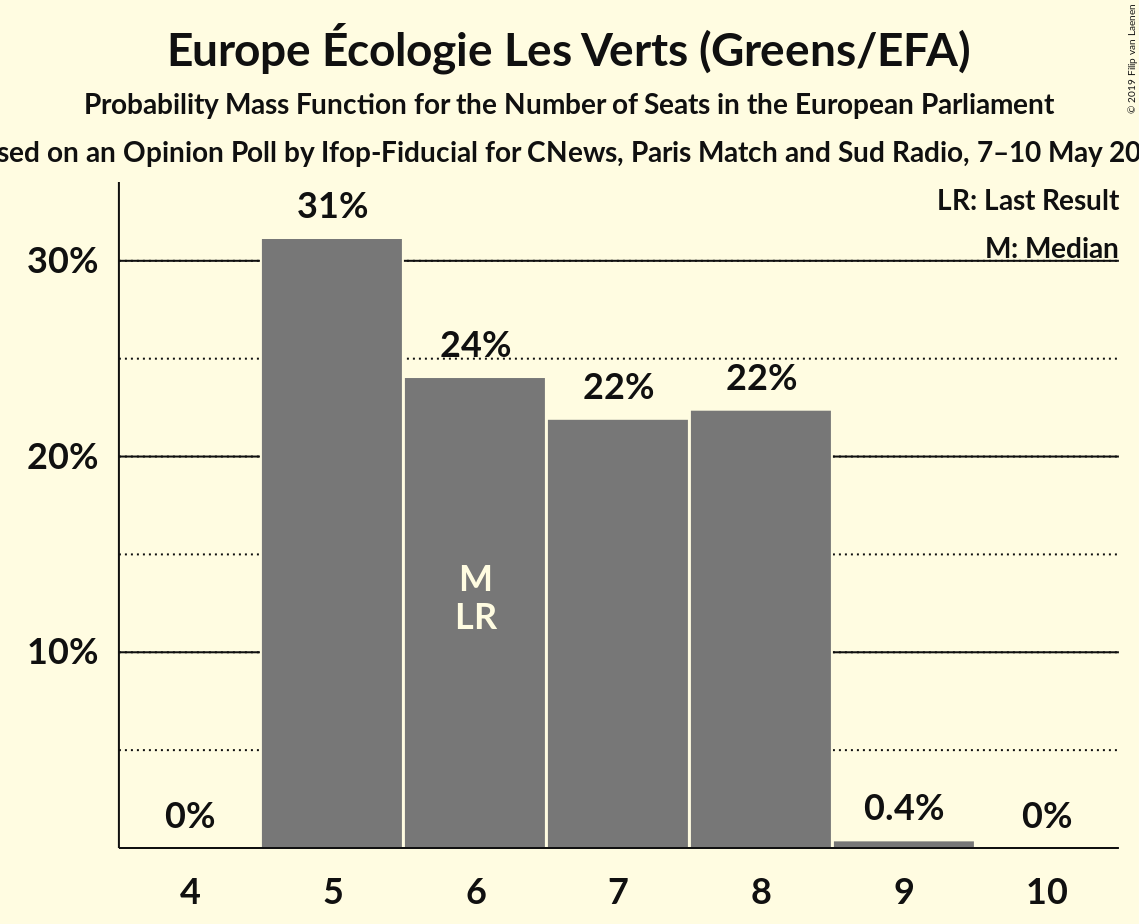 Europe Écologie Les Verts (Greens/EFA)
Probability Mass Function for the Number of Seats in the European Parliament
sed on an Opinion Poll by Ifop-Fiducial for CNews, Paris Match and Sud Radio, 7–10 May 20
© 2019 Filip van Laenen
LR: Last Result
M: Median
30%
20%
10%
0%
31%
24%
22%
22%
0.4%
0%
M
LR
4
5
6
7
8
9
10